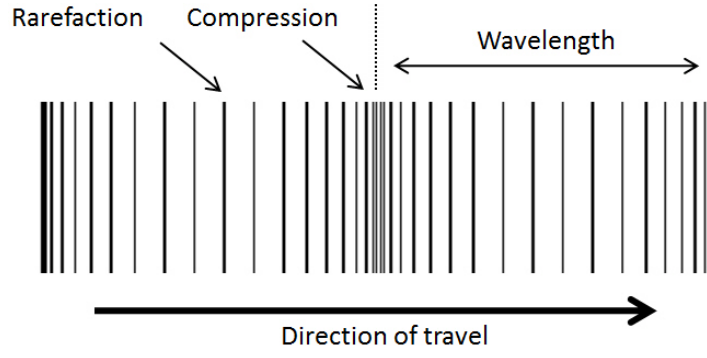 Rarefaction
Compression
Wavelength
Direction of travel